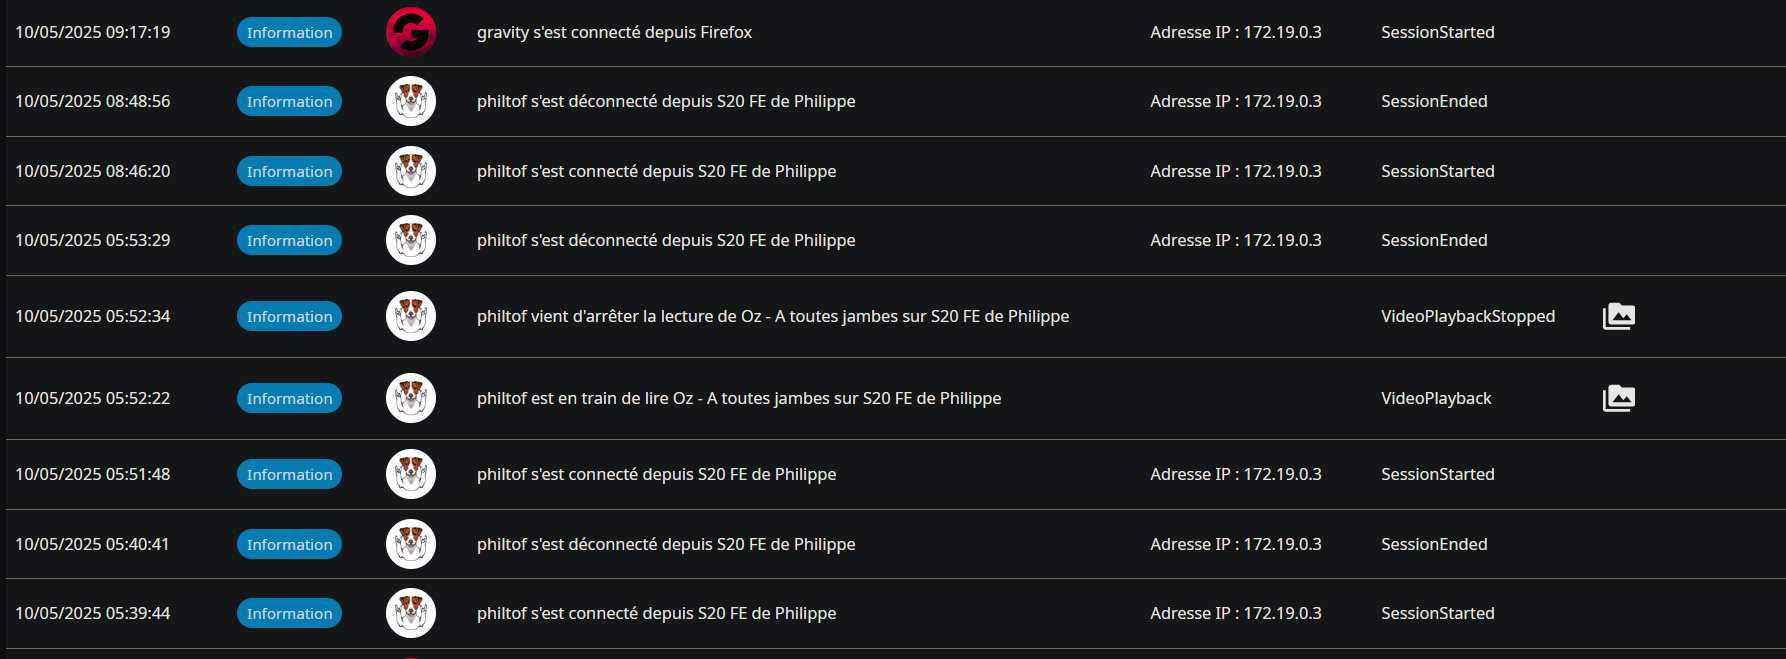 10/05/2025 09:17:19 Information G gravity s'est connecté depuis Firefox Adresse IP : 172.19.0.3 SessionStarted
10/05/2025 08:48:56 Information philtof s'est déconnecté depuis S20 FE de Philippe Adresse IP : 172.19.0.3 SessionEnded
10/05/2025 08:46:20 Information philtof s'est connecté depuis S20 FE de Philippe Adresse IP : 172.19.0.3 SessionStarted
10/05/2025 05:53:29 Information philtof s'est déconnecté depuis S20 FE de Philippe Adresse IP : 172.19.0.3 SessionEnded
10/05/2025 05:52:34 Information philtof vient d'arrêter la lecture de Oz - A toutes jambes sur S20 FE de Philippe VideoPlaybackStopped
10/05/2025 05:52:22 Information philtof est en train de lire Oz - A toutes jambes sur S20 FE de Philippe VideoPlayback
10/05/2025 05:51:48 Information philtof s'est connecté depuis S20 FE de Philippe Adresse IP : 172.19.0.3 SessionStarted
10/05/2025 05:40:41 Information philtof s'est déconnecté depuis S20 FE de Philippe Adresse IP : 172.19.0.3 SessionEnded
10/05/2025 05:39:44 Information philtof s'est connecté depuis S20 FE de Philippe Adresse IP : 172.19.0.3 SessionStarted